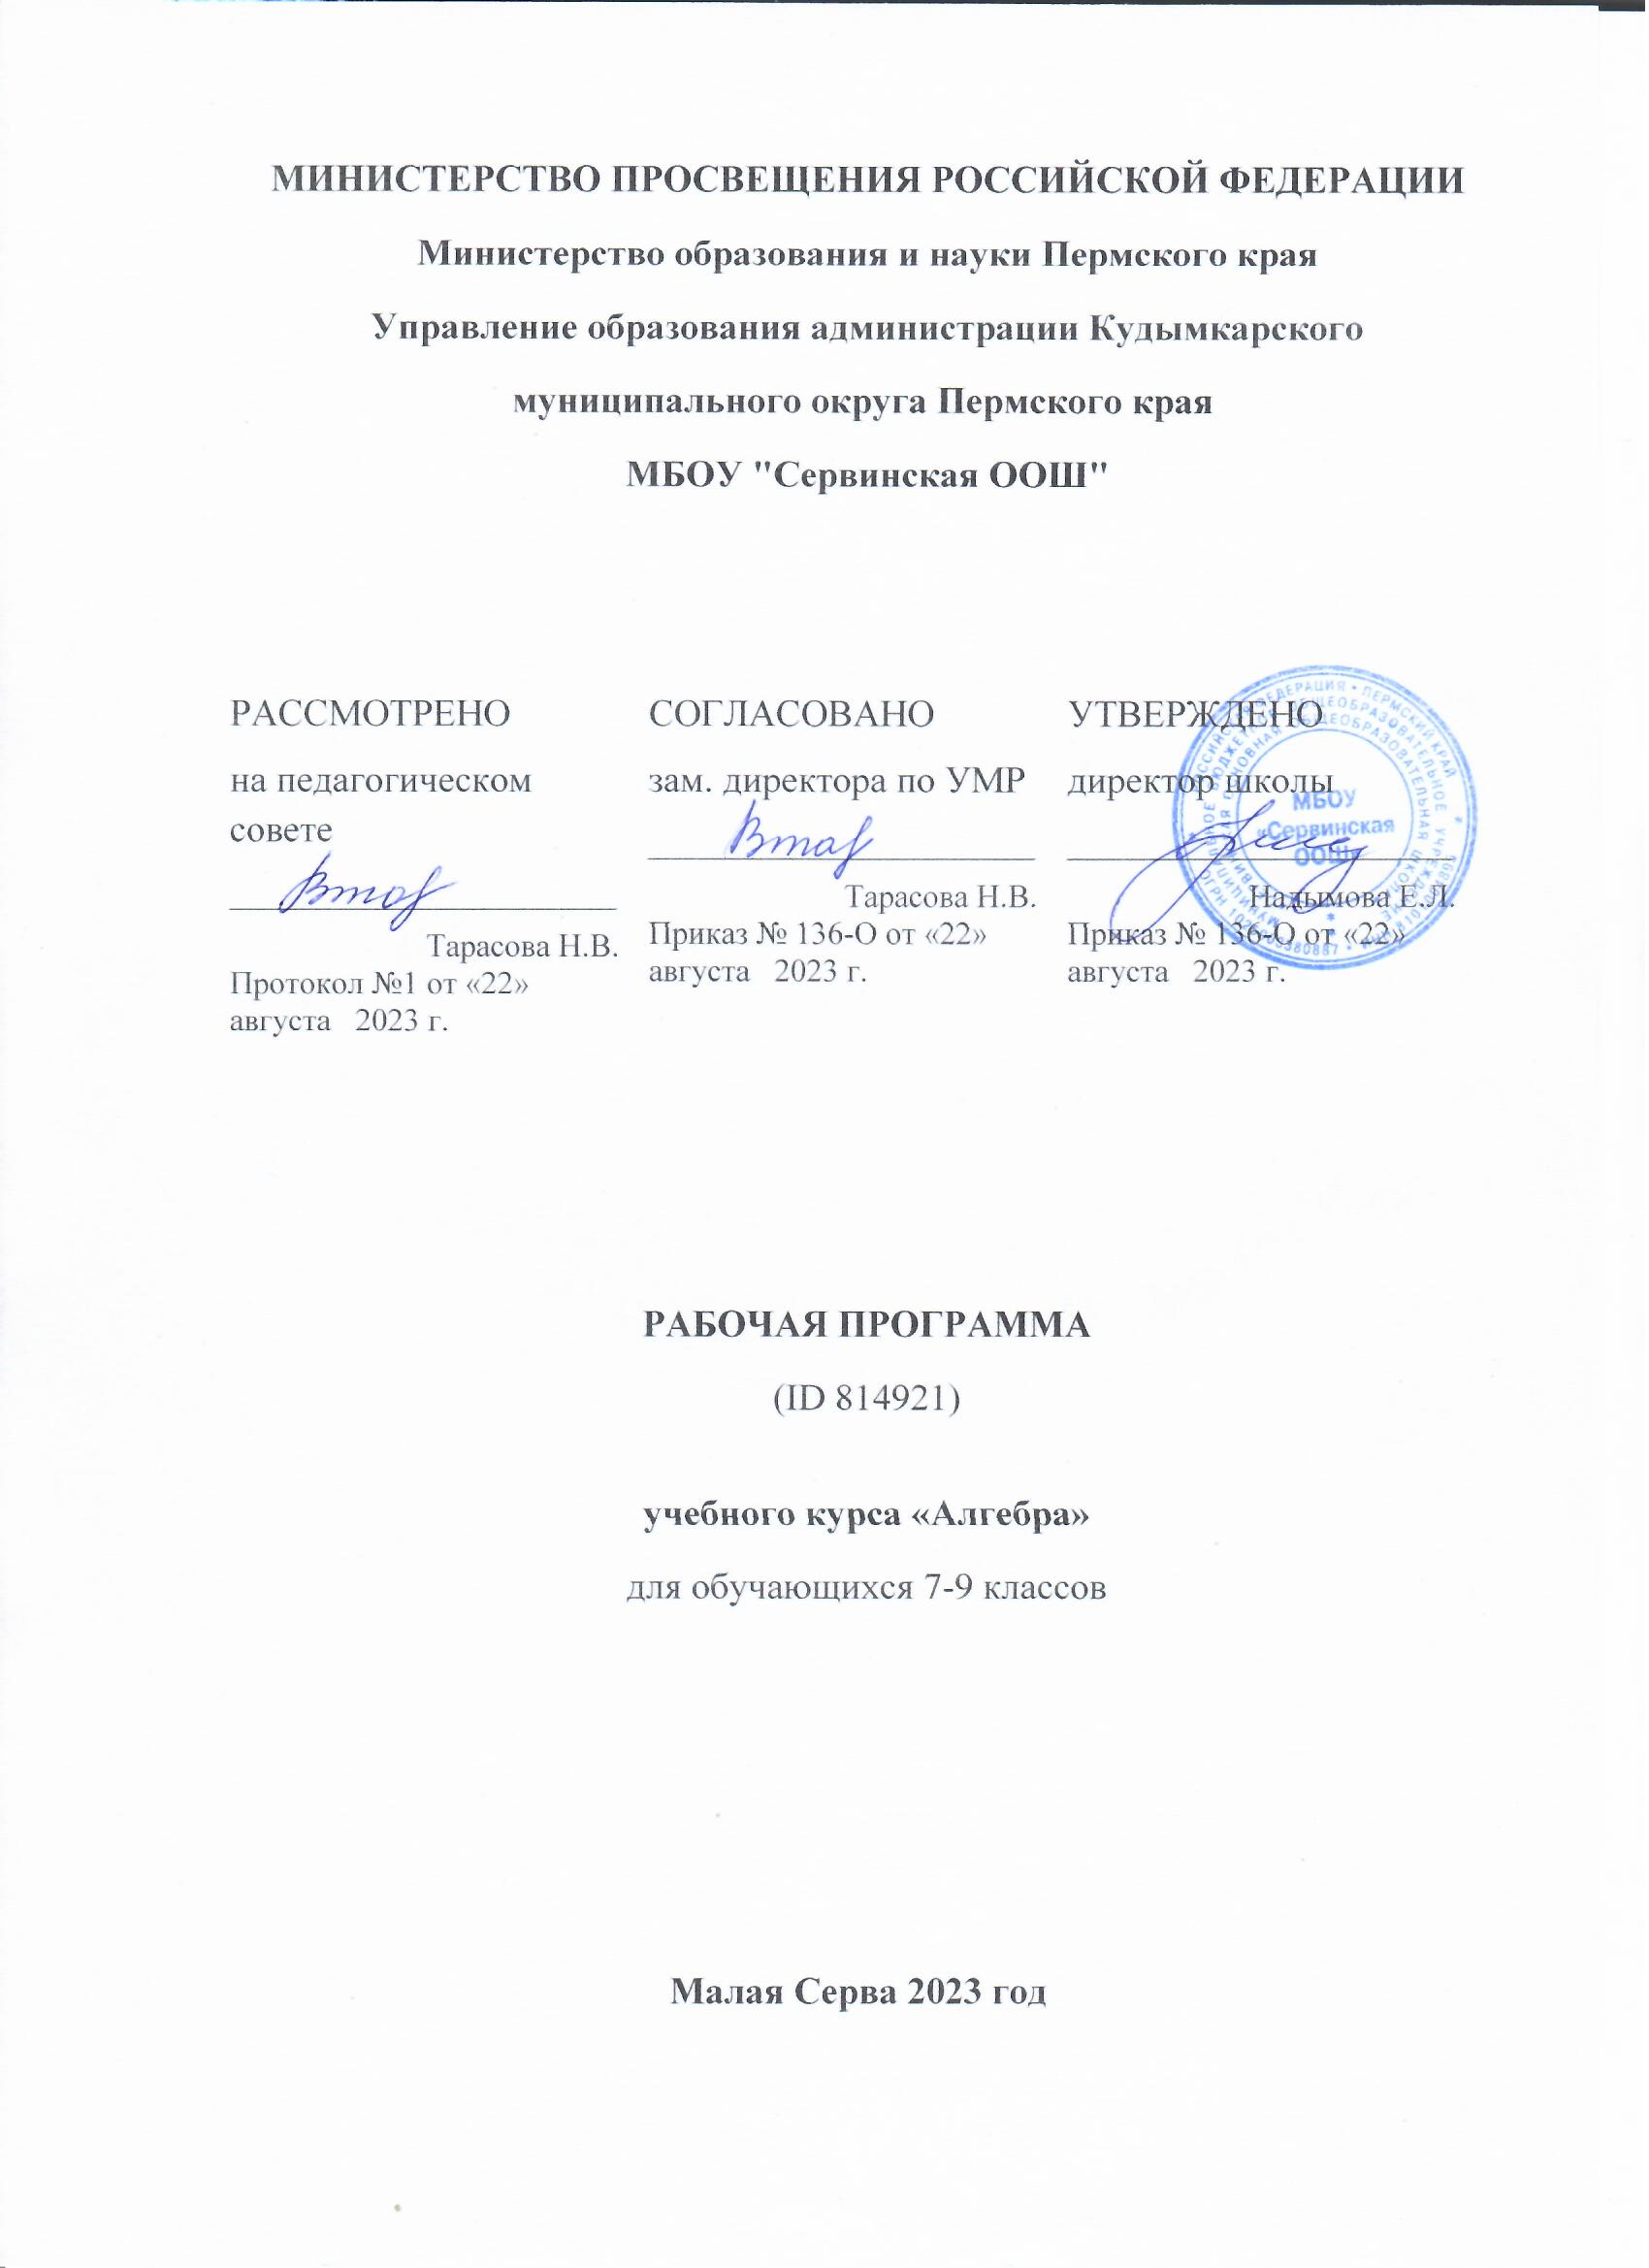 МИНИСТЕРСТВО ПРОСВЕЩЕНИЯ РОССИЙСКОЙ ФЕДЕРАЦИИ
Министерство образования и науки Пермского края
Управление образования администрации Кудымкарского
муниципального округа Пермского края
МБОУ "Сервинская ООШ"
РАССМОТРЕНО
на педагогическом
совете
Тарасова Н.В.
Протокол №1 от «22»
августа 2023 г.
СОГЛАСОВАНО
зам. директора по УМР
Тарасова Н.В.
Приказ № 136-О от «22»
августа 2023 г.
УТВЕРЖДЕНО
директор школы
Надымова Е.Л.
Приказ № 136-О от «22»
августа 2023 г.
МБОУ
«Сервинская
ООШ»
РАБОЧАЯ ПРОГРАММА
(ID 814921)
учебного курса «Алгебра»
для обучающихся 7-9 классов
Малая Серва 2023 год